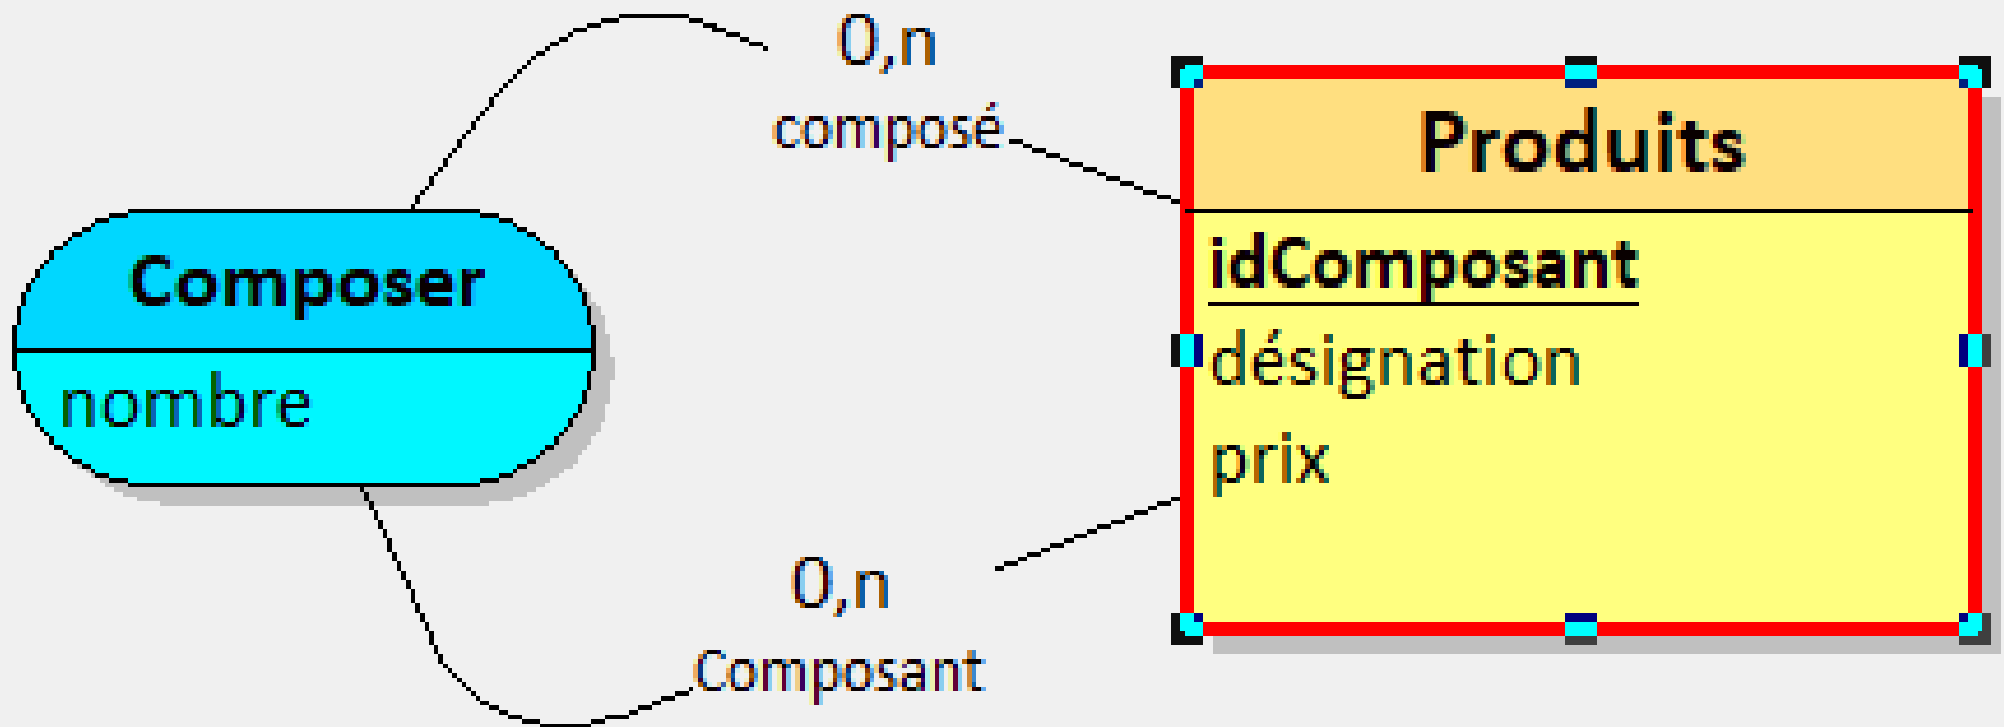 0,n
composé
Produits
Composer
idComposant
désignation
nombre
prix
0,n
Composant